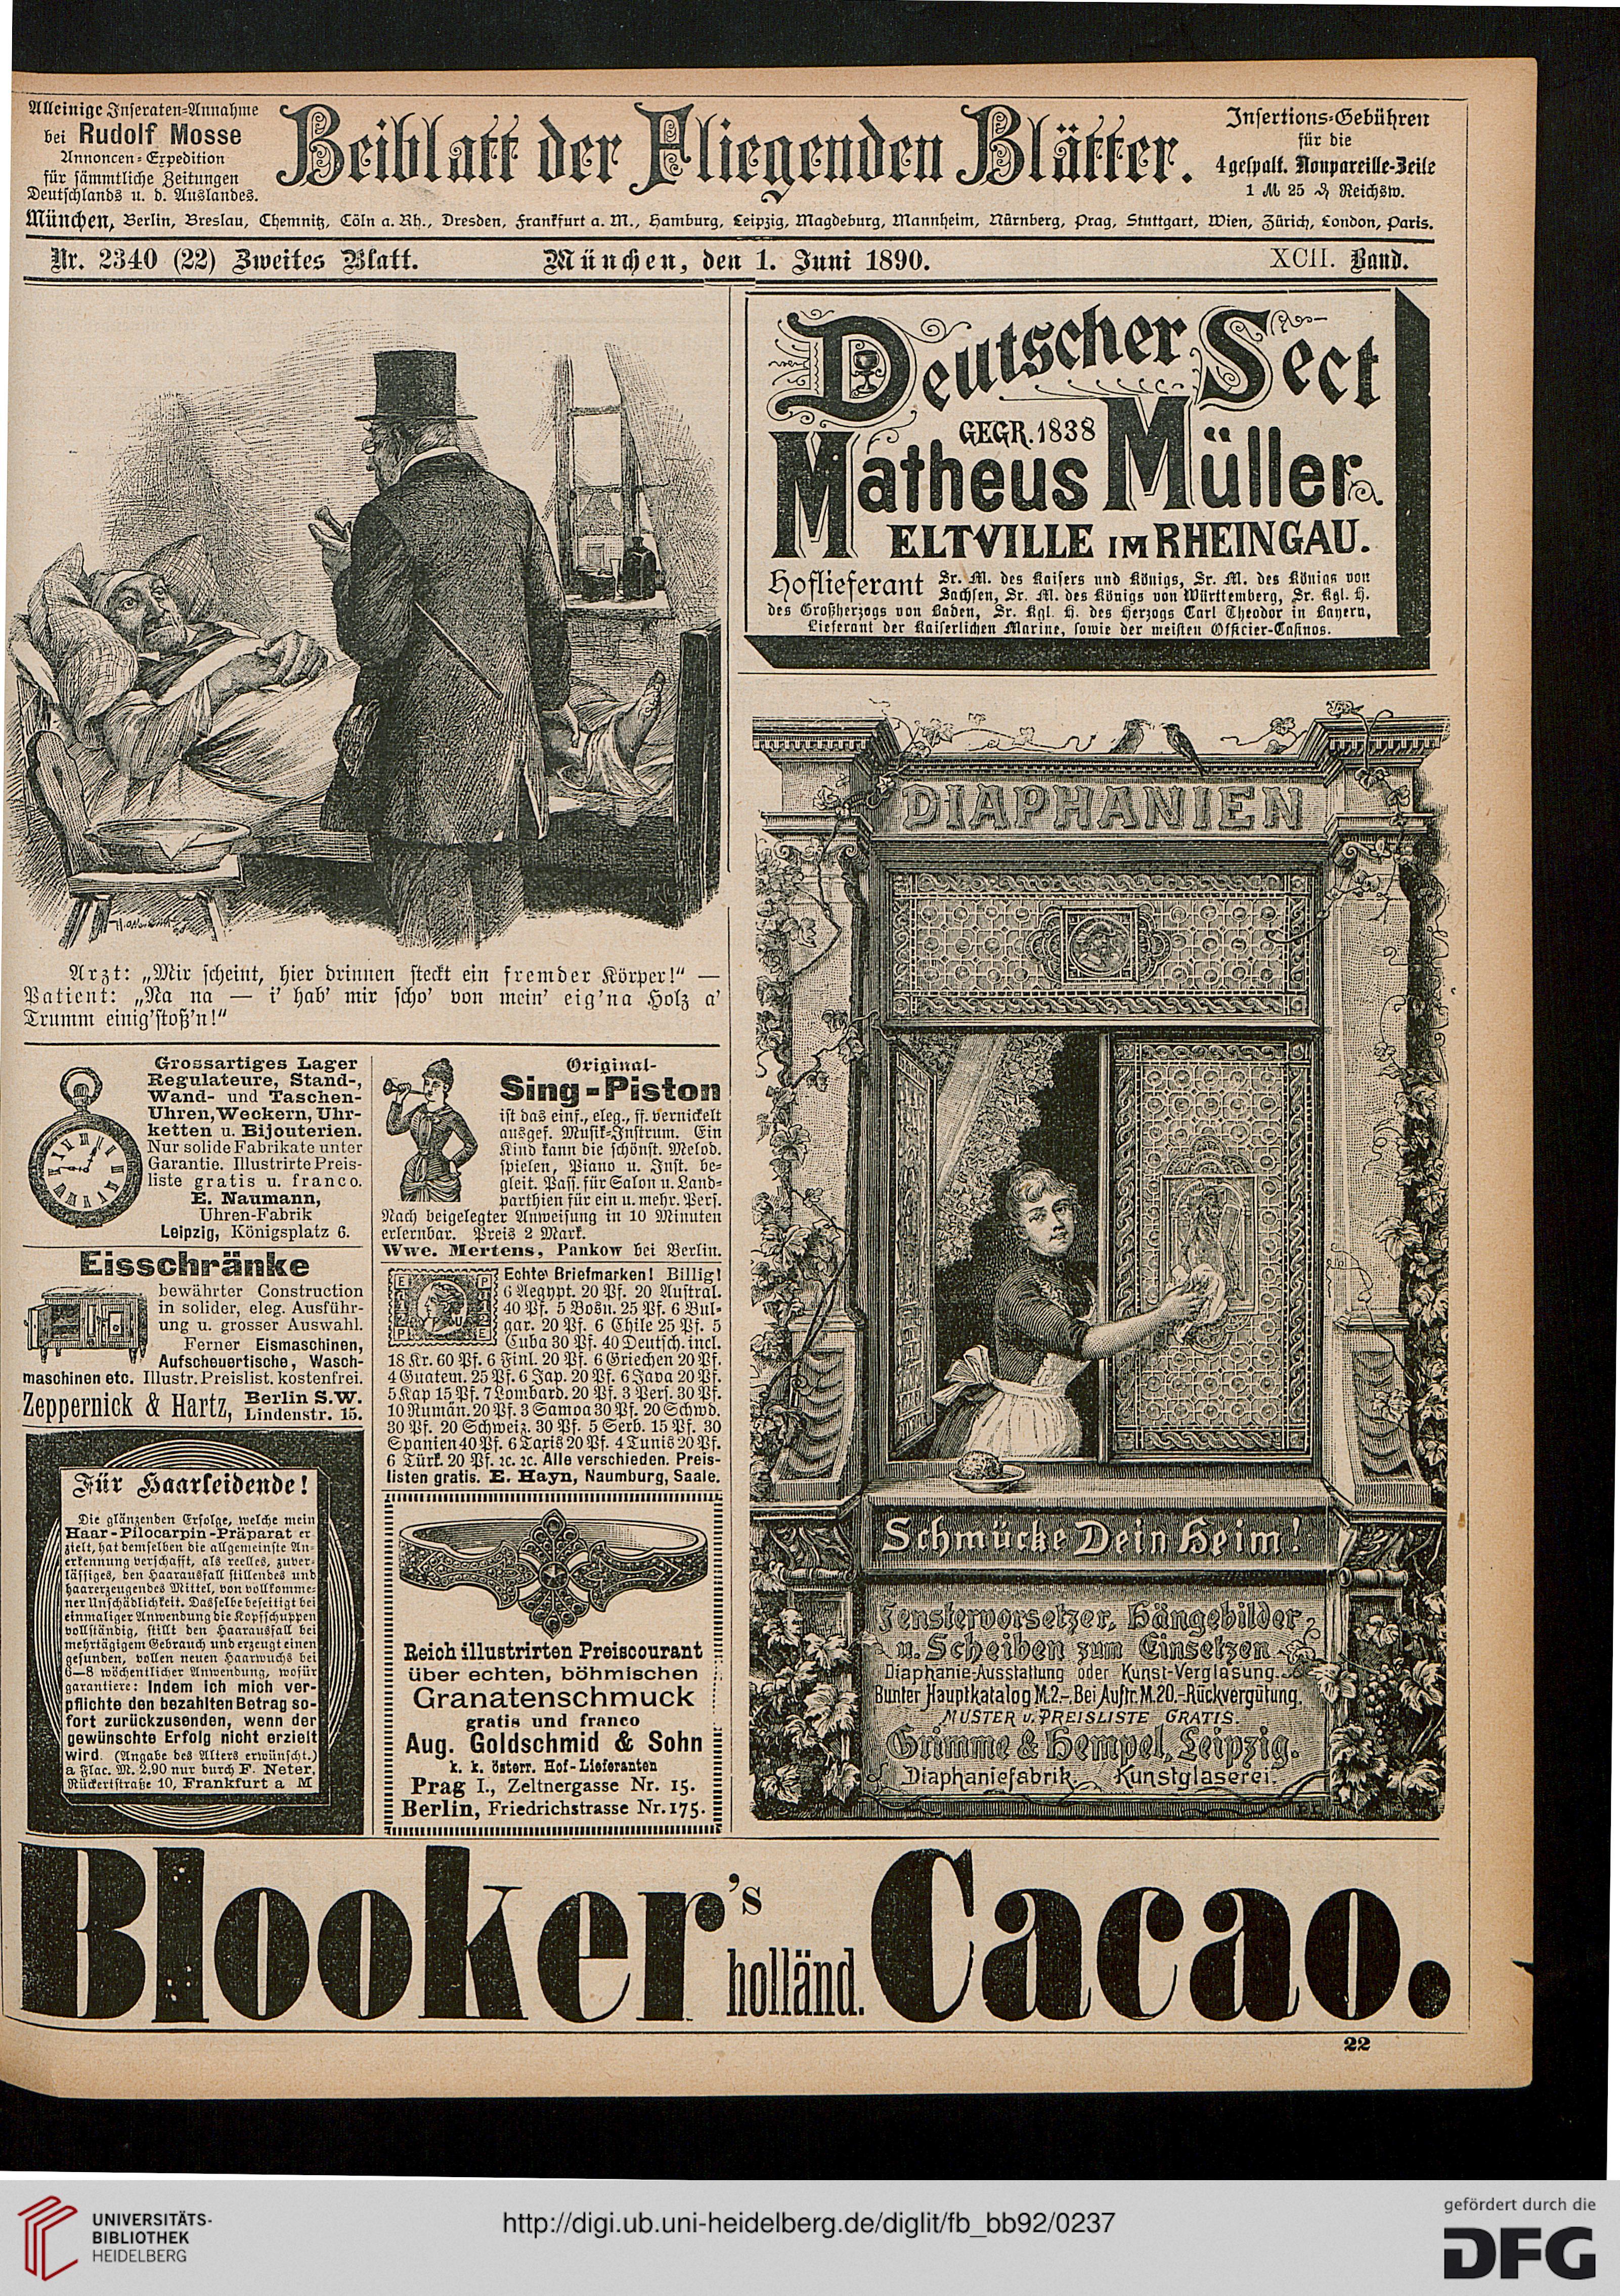 Alleinige Inseraten-Annahme
bei Rudolf Mosse
Annoncen-Expedition
für sämmtliche Zeitungen
Deutschlands u. d. Auslandes.
Beiblatt der Fliegenden Blätter.
Insertions-Gebühren
für die
4 gespalt. Nonpareille-Zeile
1 M 25 ₰ Reichsw.
München, Berlin, Breslau, Chemnitz, Cöln a. Rh., Dresden, Frankfurt a. M., Hamburg, Leipzig, Magdeburg, Mannheim, Nürnberg, Prag, Stuttgart, Wien, Zürich, London, Paris.
Nr. 2340 (22) Zweites Blatt. München, den 1. Juni 1890. XCII. Band.
Arzt: „Mir scheint, hier drinnen steckt ein fremder Körper!“ —
Patient: „Na na — i' hab' mir scho' von mein' eig'na Holz a'
Trumm einig'stoß'n!“
Grossartiges Lager
Regulateure, Stand-,
Wand- und Taschen-
Uhren, Weckern, Uhr-
ketten u. Bijouterien.
Nur solide Fabrikate unter
Garantie. Illustrirte Preis-
liste gratis u. franco.
E. Naumann,
Uhren-Fabrik
Leipzig, Königsplatz 6.
Eisschränke
bewährter Construction
in solider, eleg. Ausführ-
ung u. grosser Auswahl.
Ferner Eismaschinen,
Aufscheuertische, Wasch-
maschinen etc. Illustr. Preislist. kostenfrei.
Zeppernick & Hartz, Berlin S.W.
Lindenstr. 15.
Für Haarleidende!
Die glänzenden Erfolge, welche mein
Haar-Pilocarpin-Präparat er
zielt, hat demselben die allgemeinste An-
erkennung verschafft, als reelles, zuver-
lässiges, den Haarausfall stillendes und
haarerzeugendes Mittel, von vollkomme-
ner Unschädlichkeit. Dasselbe beseitigt bei
einmaliger Anwendung die Kopfschuppen
vollständig, stillt den Haarausfall bei
mehrtägigem Gebrauch und erzeugt einen
gesunden, vollen neuen Haarwuchs bei
6—8 wöchentlicher Anwendung, wofür
garantiere: Indem ich mich ver-
pflichte den bezahlten Betrag so-
fort zurückzusenden, wenn der
gewünschte Erfolg nicht erzielt
wird. (Angabe des Alters erwünscht.)
a Flac. M. 2.90 nur durch F. Neter,
Rückertstraße 10, Frankfurt a M
Original-
Sing-Piston
ist das einf., eleg., ff. vernickelt
ausgef. Musik-Instrum. Ein
Kind kann die schönst. Melod.
spielen, Piano u. Inst. be-
gleit. Pass. für Salon u. Land-
parthien für ein u. mehr. Pers.
Nach beigelegter Anweisung in 10 Minuten
erlernbar. Preis 2 Mark.
Wwe. Mertens, Pankow bei Berlin.
Echte Briefmarken! Billig!
6 Aegypt. 20 Pf. 20 Austral.
40 Pf. 5 Bosn. 25 Pf. 6 Bul-
gar. 20 Pf. 6 Chile 25 Pf. 5
Cuba 30 Pf. 40 Deutsch. incl.
18 Kr. 60 Pf. 6 Finl. 20 Pf. 6 Griechen 20 Pf.
4 Guatem. 25 Pf. 6 Jap. 20 Pf. 6 Java 20 Pf.
5 Kap 15 Pf. 7 Lombard. 20 Pf. 3 Pers. 30 Pf.
10 Rumän. 20 Pf. 3 Samoa 30 Pf. 20 Schwd.
30 Pf. 20 Schweiz. 30 Pf. 5 Serb. 15 Pf. 30
Spanien 40 Pf. 6 Taxis 20 Pf. 4 Tunis 20 Pf.
6 Türk. 20 Pf. ꝛc. ꝛc. Alle verschieden. Preis-
listen gratis. E. Hayn, Naumburg, Saale.
Reich illustrirten Preiscourant
über echten, böhmischen
Granatenschmuck
gratis und franco
Aug. Goldschmid & Sohn
k. k. österr. Hof-Lieferanten
Prag I., Zeltnergasse Nr. 15.
Berlin, Friedrichstrasse Nr. 175.
Deutscher Sect
GEGR. 1838
Matheus Müller
ELTVILLE IM RHEINGAU.
Hoflieferant Sr. M. des Kaisers und Königs, Sr. M. des Königs von
Sachsen, Sr. M. des Königs von Württemberg, Sr. Kgl. H.
des Großherzogs von Baden, Sr. Kgl. H. des Herzogs Carl Theodor in Bayern,
Lieferant der Kaiserlichen Marine, sowie der meisten Officier-Casinos.
DIAPHANIEN
Schmücke Dein Heim!
Fenstervorsetzer, Hängebilder
u. Scheiben zum Einsetzen
Diaphanie-Ausstattung oder Kunst-Verglasung.
Bunter Hauptkatalog M. 2.–. Bei Auftr. M. 20.–Rückvergütung.
MUSTER u. PREISLISTE GRATIS.
Grimme & Hempel, Leipzig.
Diaphaniefabrik. Kunstglaserei.
Blooker's holländ. Cacao.
22
UNIVERSITÄTS-
BIBLIOTHEK
HEIDELBERG
http://digi.ub.uni-heidelberg.de/diglit/fb_bb92/0237
gefördert durch die
DFG